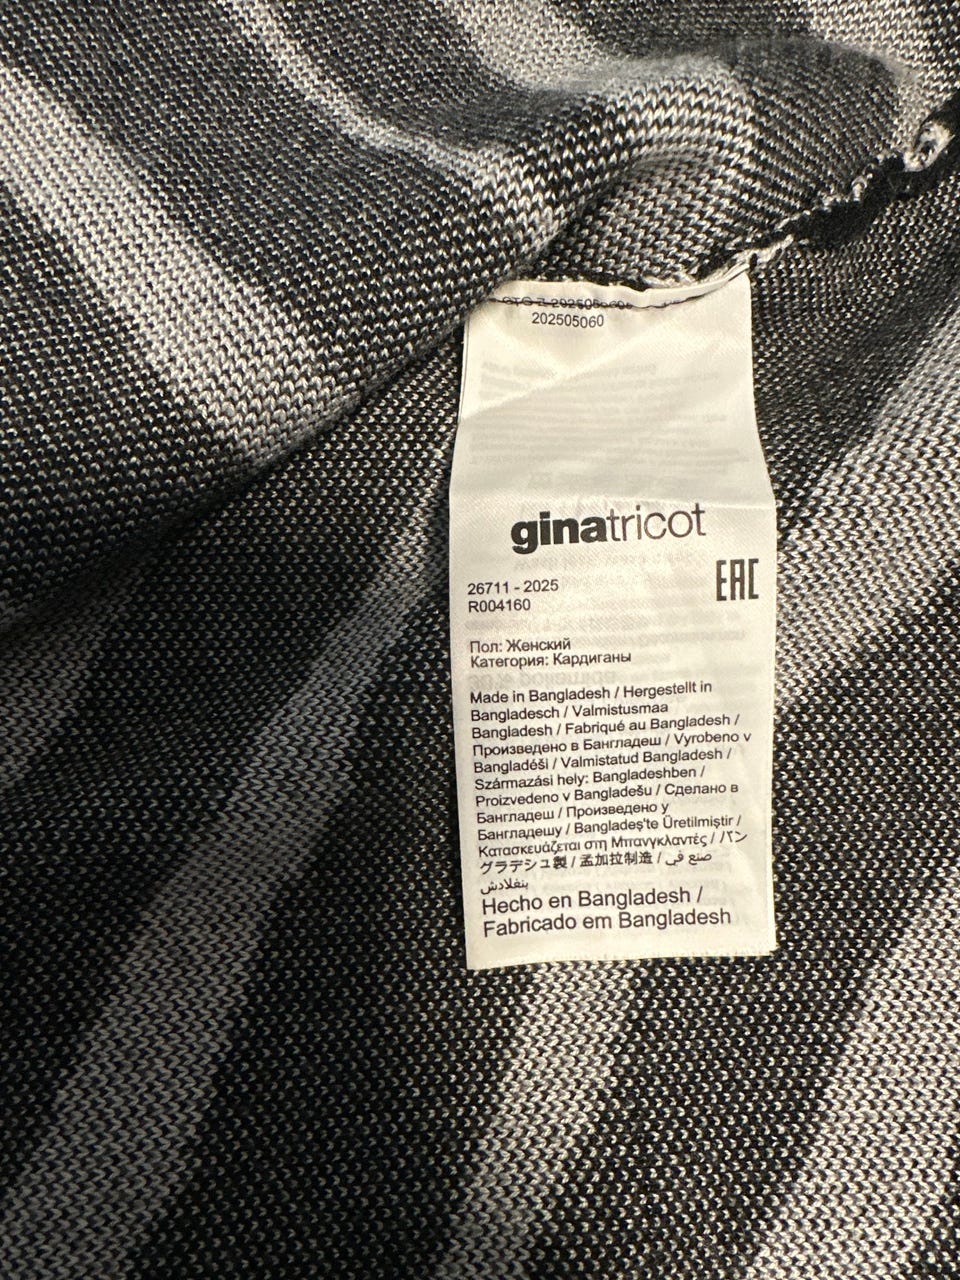 202505060
ginatricot
26711 - 2025
R004160
EAC
Пол: Женский
Категория: Кардиганы
Made in Bangladesh / Hergestellt in
Bangladesch / Valmistusmaa
Bangladesh / Fabriqué au Bangladesh /
Произведено в Бангладеш / Vyrobeno v
Bangladéši / Valmistatud Bangladesh /
Származási hely: Bangladeshben /
Proizvedeno v Bangladešu / Сделано в
Бангладеш / Произведено у
Бангладешу / Bangladeş'te Üretilmiştir /
Κατασκευάζεται στη Μπανγκλαντές / バン
グラデシュ製 / 孟加拉制造 / صنع في
بنغلادش
Hecho en Bangladesh /
Fabricado em Bangladesh